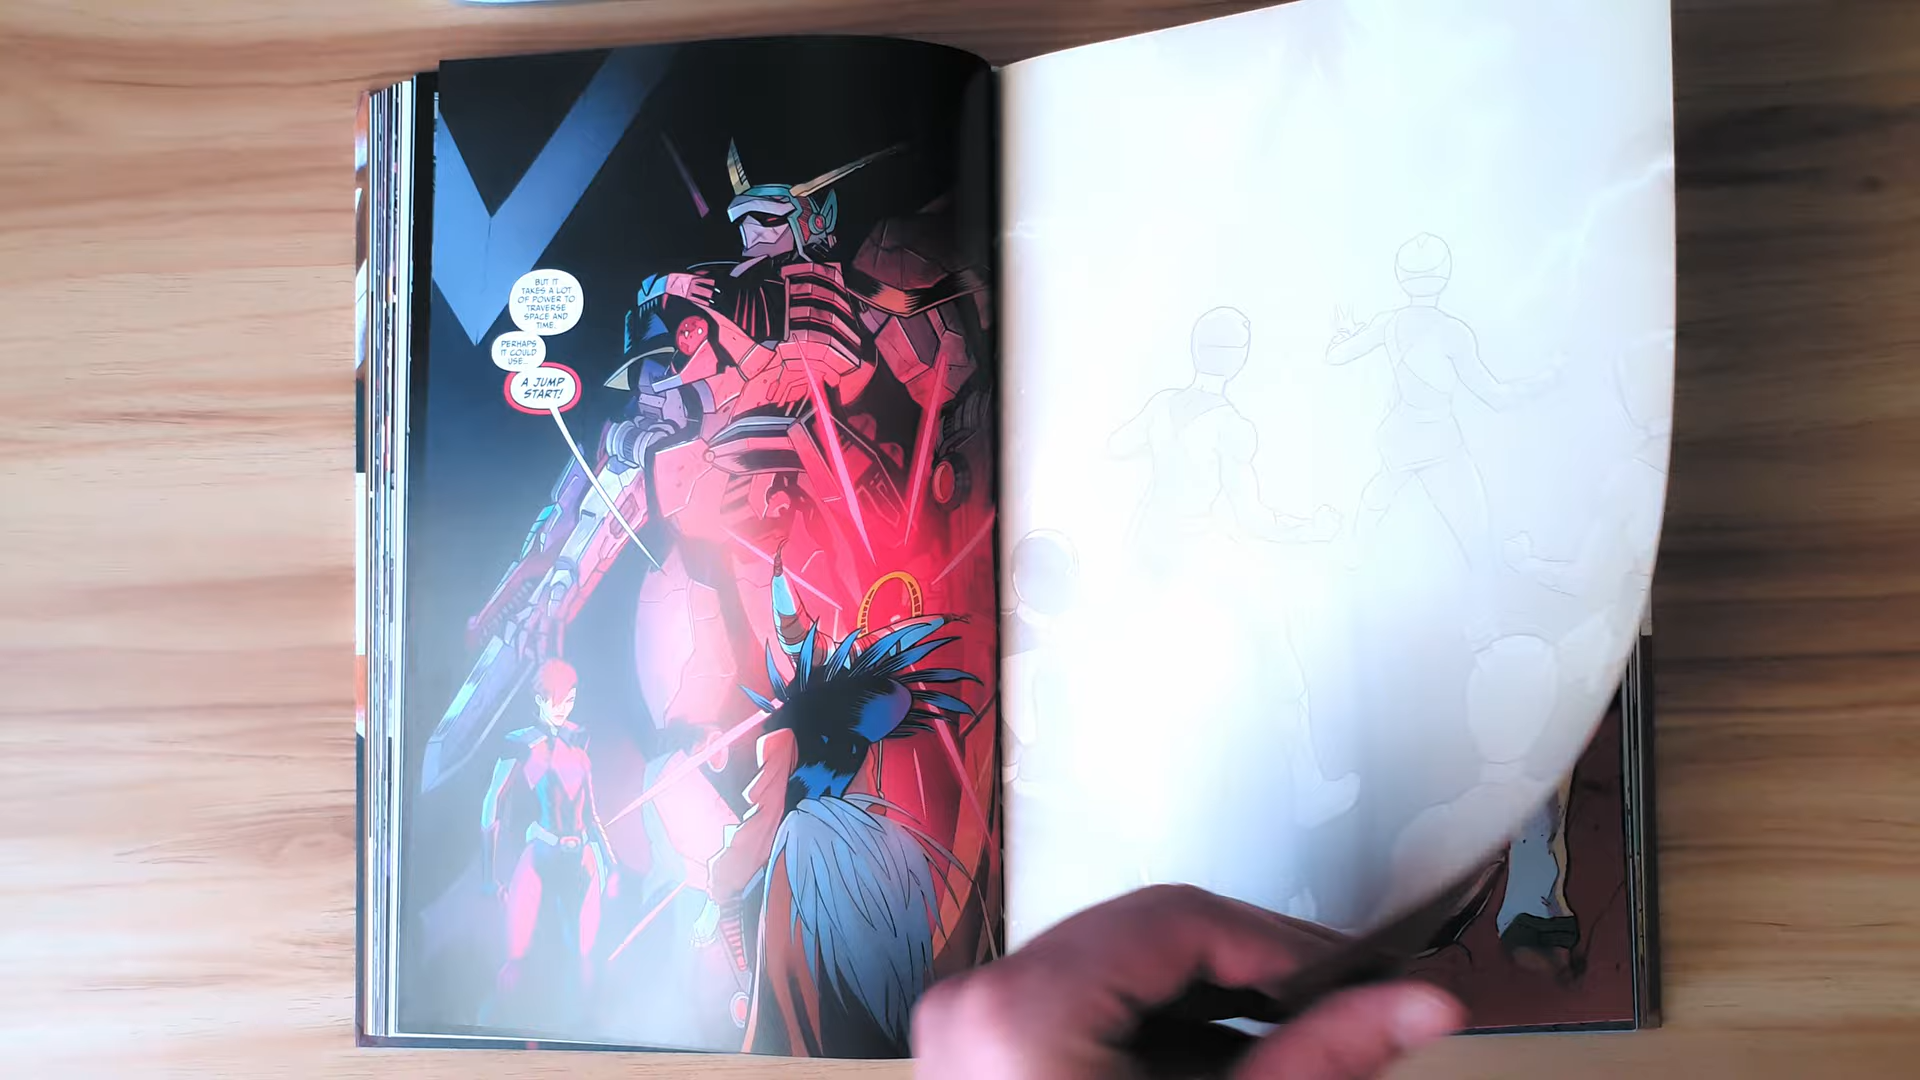 BUT IT
TAKES A LOT
OF POWER TO
TRAVERSE
SPACE AND
TIME.
PERHAPS
IT COULD
USE...
A JUMP
START!